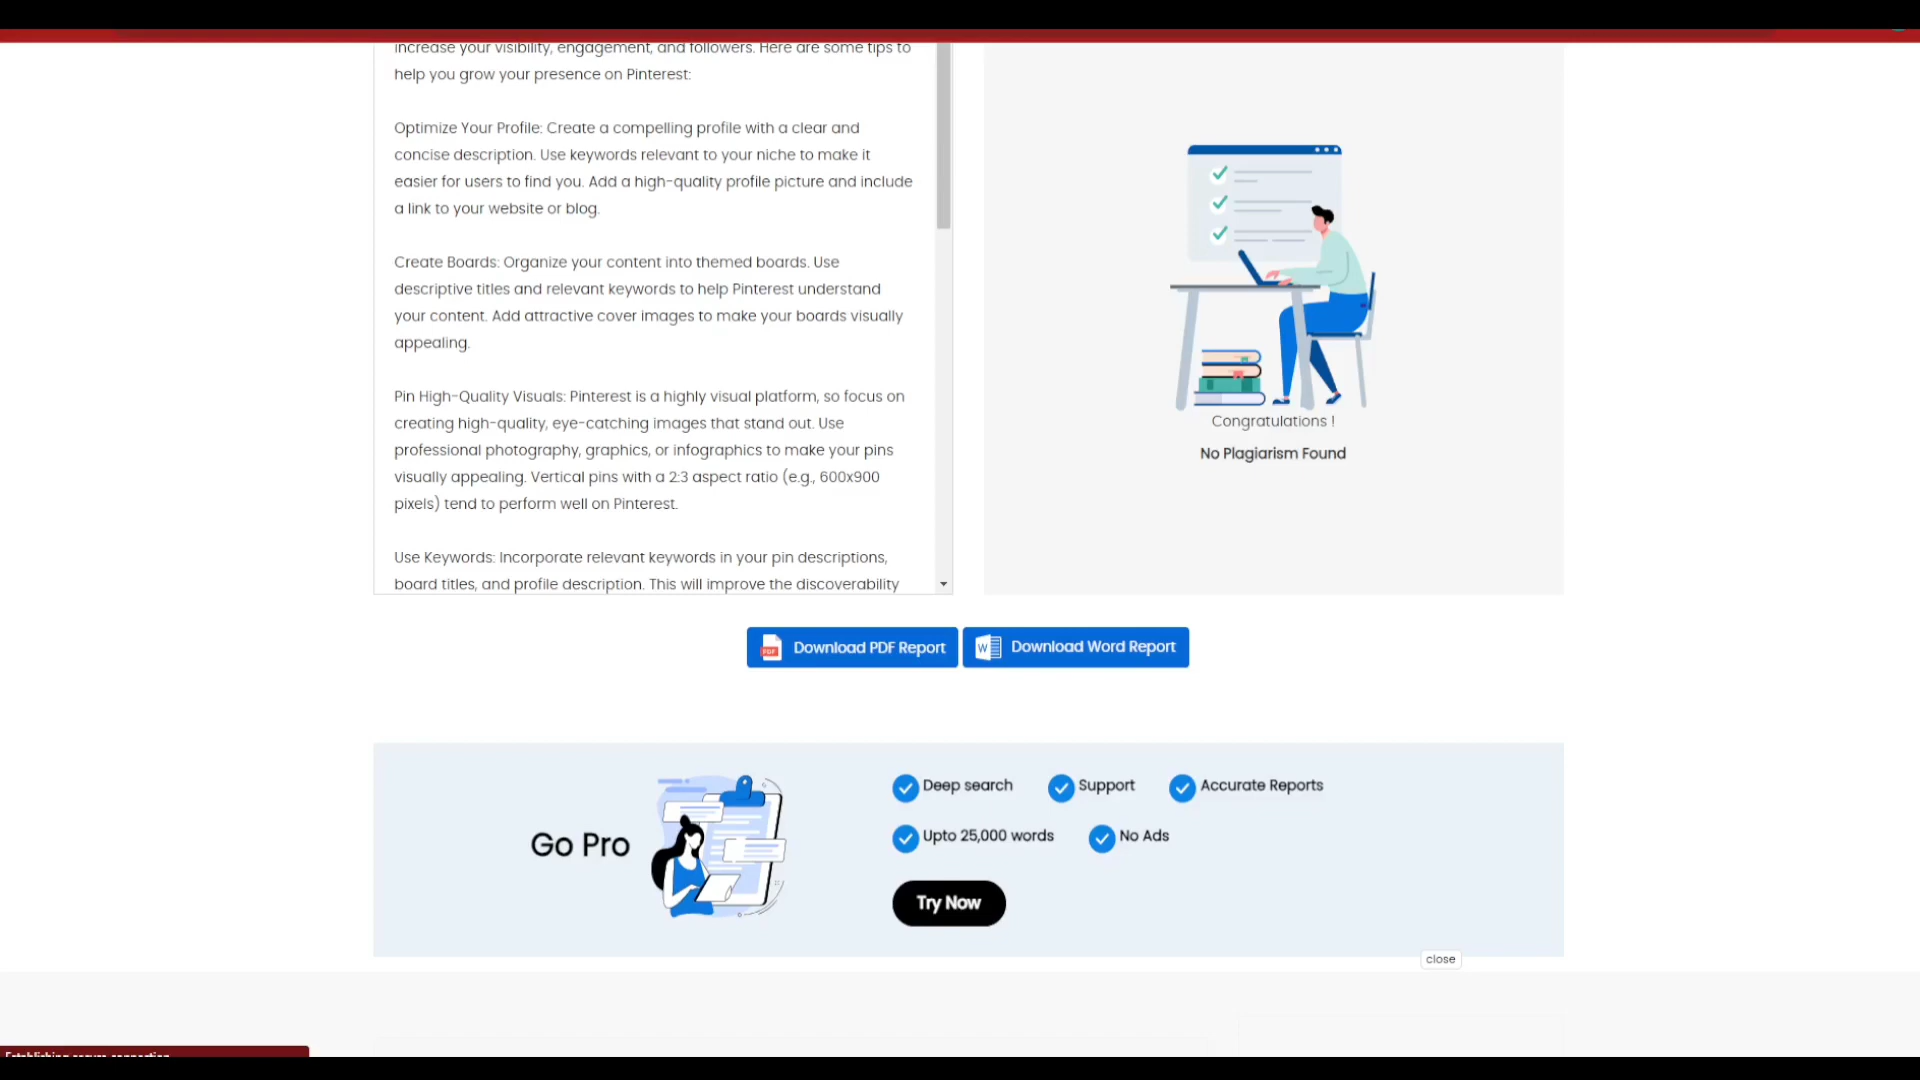 increase your visibility, engagement, and followers. Here are some tips to
help you grow your presence on Pinterest:
Optimize Your Profile: Create a compelling profile with a clear and
concise description. Use keywords relevant to your niche to make it
easier for users to find you. Add a high-quality profile picture and include
a link to your website or blog.
Create Boards: Organize your content into themed boards. Use
descriptive titles and relevant keywords to help Pinterest understand
your content. Add attractive cover images to make your boards visually
appealing.
Pin High-Quality Visuals: Pinterest is a highly visual platform, so focus on
creating high-quality, eye-catching images that stand out. Use
professional photography, graphics, or infographics to make your pins
visually appealing. Vertical pins with a 2:3 aspect ratio (e.g., 600x900
pixels) tend to perform well on Pinterest.
Use Keywords: Incorporate relevant keywords in your pin descriptions,
board titles, and profile description. This will improve the discoverability
Congratulations !
No Plagiarism Found
PDF
Download PDF Report
W
Download Word Report
Go Pro
Deep search
Support
Accurate Reports
Upto 25,000 words
No Ads
Try Now
close
Establishing secure connection